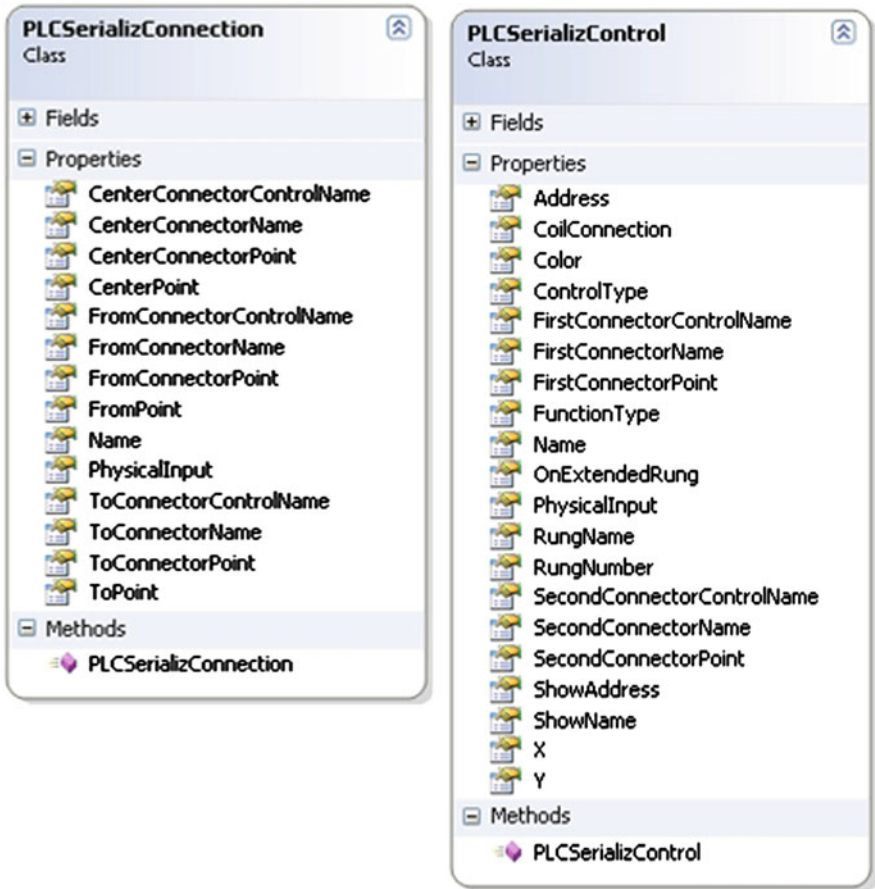 PLCSerializConnection
Class
Fields
Properties
CenterConnectorControlName
CenterConnectorName
CenterConnectorPoint
CenterPoint
FromConnectorControlName
FromConnectorName
FromConnectorPoint
FromPoint
Name
PhysicalInput
ToConnectorControlName
ToConnectorName
ToConnectorPoint
ToPoint
Methods
PLCSerializConnection
PLCSerializControl
Class
Fields
Properties
Address
CoilConnection
Color
ControlType
FirstConnectorControlName
FirstConnectorName
FirstConnectorPoint
FunctionType
Name
OnExtendedRung
PhysicalInput
RungName
RungNumber
SecondConnectorControlName
SecondConnectorName
SecondConnectorPoint
ShowAddress
ShowName
X
Y
Methods
PLCSerializControl